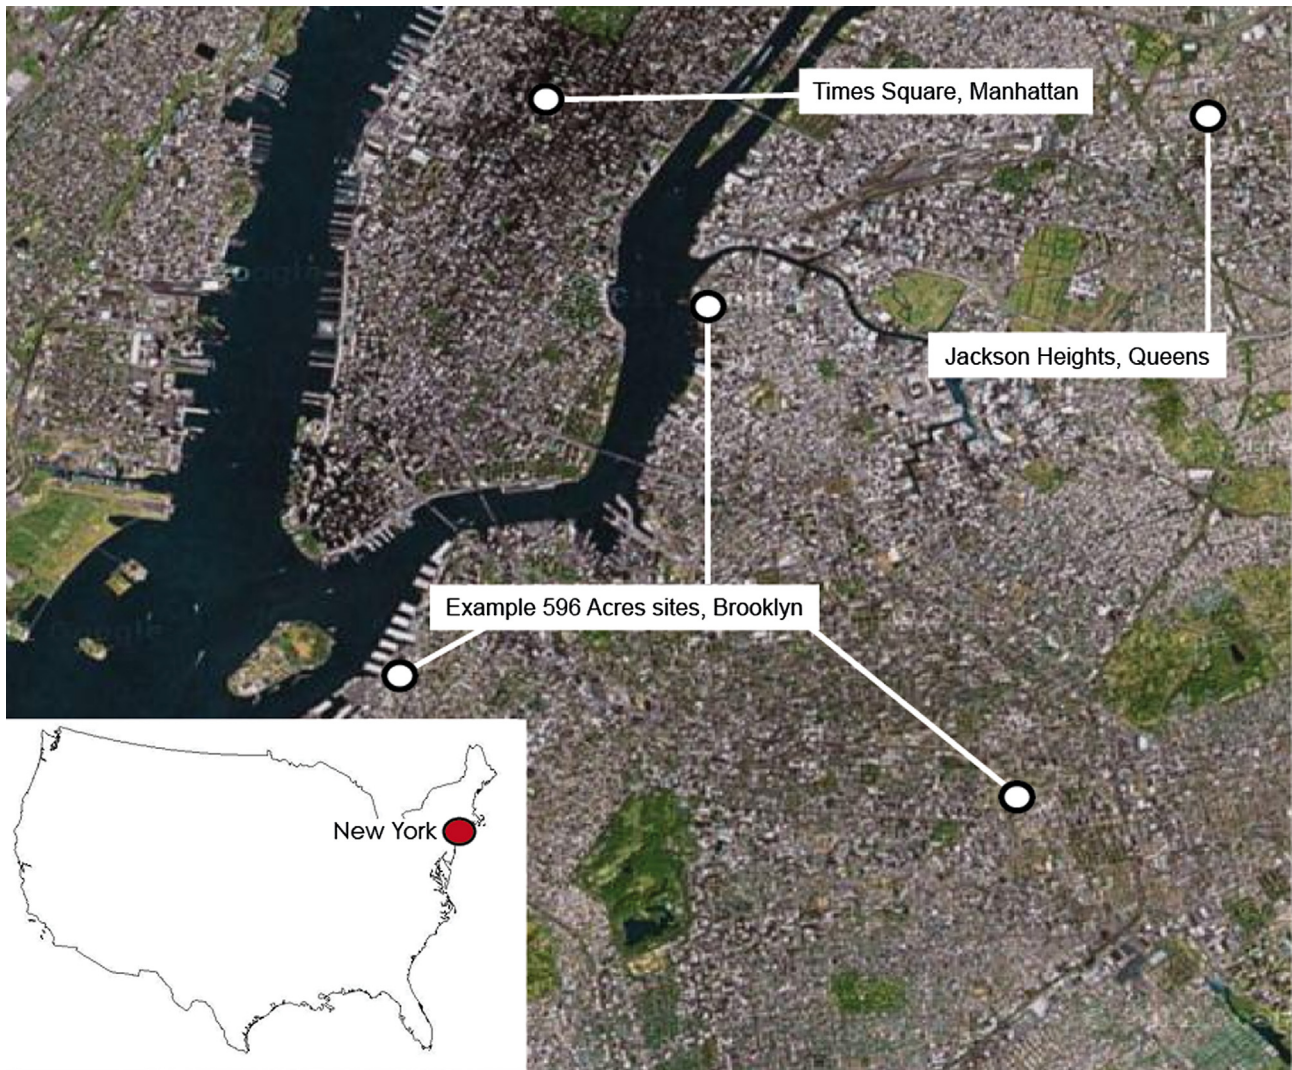 Times Square, Manhattan
Jackson Heights, Queens
Example 596 Acres sites, Brooklyn
New York